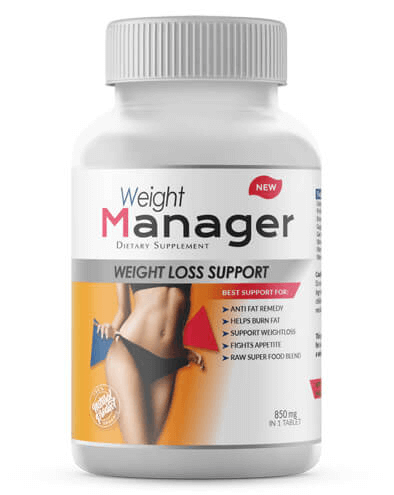 NEW
Weight
Manager
DIETARY SUPPLEMENT
WEIGHT LOSS SUPPORT
BEST SUPPORT FOR:
ANTI FAT REMEDY
HELPS BURN FAT
SUPPORT WEIGHTLOSS
FIGHTS APPETITE
RAW SUPER FOOD BLEND
850 mg
IN 1 TABLET